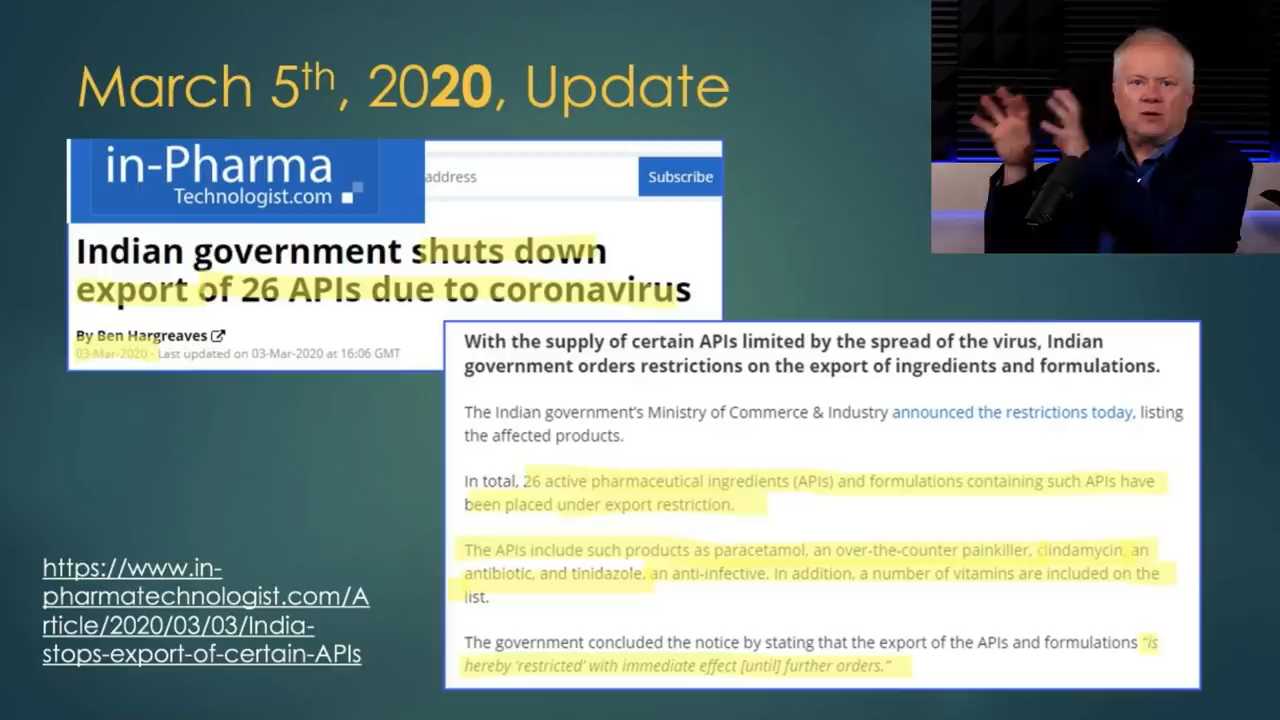 March 5th, 2020, Update
in-Pharma
Technologist.com
address
Subscribe
Indian government shuts down
export of 26 APIs due to coronavirus
By Ben Hargreaves
03-Mar-2020 - Last updated on 03-Mar-2020 at 16:06 GMT
With the supply of certain APIs limited by the spread of the virus, Indian
government orders restrictions on the export of ingredients and formulations.
The Indian government's Ministry of Commerce & Industry announced the restrictions today, listing
the affected products.
In total, 26 active pharmaceutical ingredients (APIs) and formulations containing such APIs have
been placed under export restriction.
The APIs include such products as paracetamol, an over-the-counter painkiller, clindamycin, an
antibiotic, and tinidazole, an anti-infective. In addition, a number of vitamins are included on the
list.
The government concluded the notice by stating that the export of the APIs and formulations "is
hereby 'restricted' with immediate effect [until] further orders."
https://www.in-
pharmatechnologist.com/A
rticle/2020/03/03/India-
stops-export-of-certain-APIs